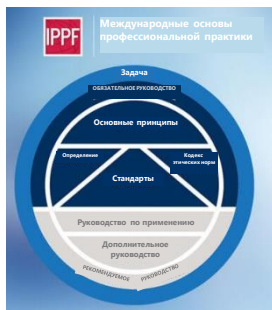 IPPF
Международные основы
профессиональной практики
Задача
ОБЯЗАТЕЛЬНОЕ РУКОВОДСТВО
Основные принципы
Определение
Кодекс
этических норм
Стандарты
Руководство по применению
Дополнительное
руководство
РЕКОМЕНДУЕМОЕ РУКОВОДСТВО